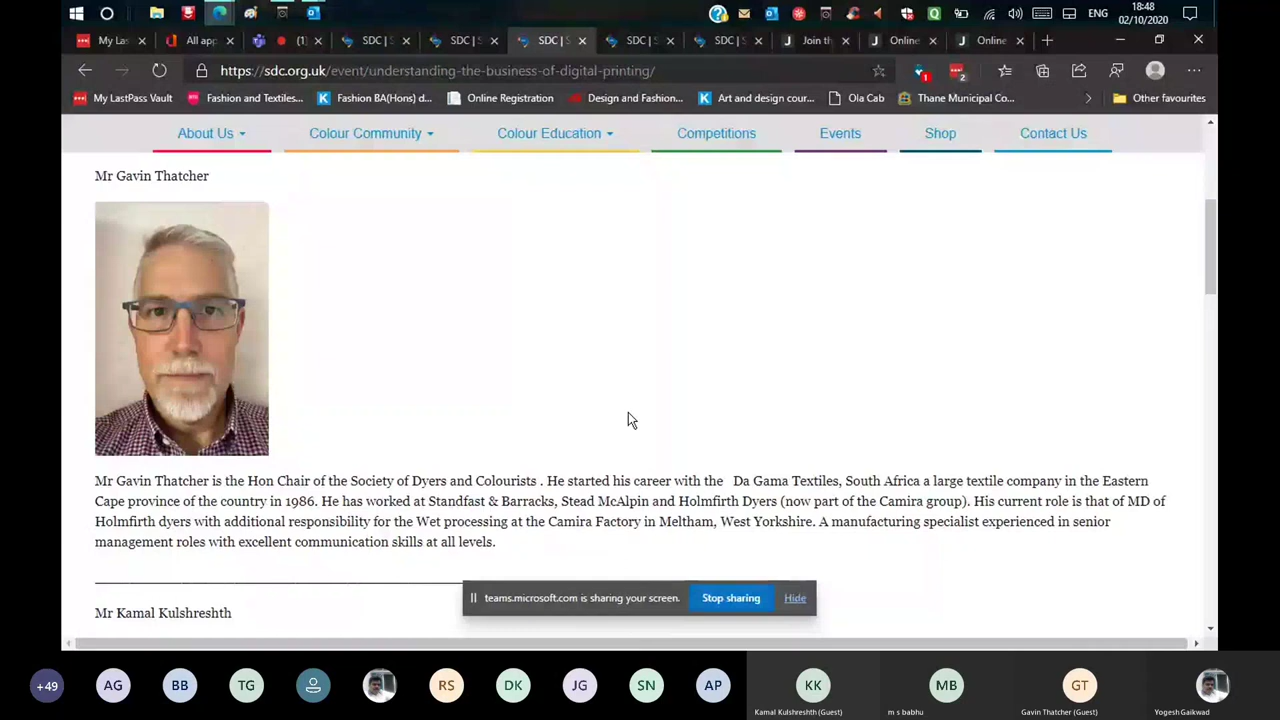 18:48
ENG
02/10/2020
My Las
All app
(1)
SDC | S
SDC | S
SDC | S
SDC | S
SDC | S
Join th
Online
Online
https://sdc.org.uk/event/understanding-the-business-of-digital-printing/
1
2
My LastPass Vault
Fashion and Textiles...
Fashion BA(Hons) d...
Online Registration
Design and Fashion...
Art and design cour...
Ola Cab
Thane Municipal Co...
Other favourites
About Us
Colour Community
Colour Education
Competitions
Events
Shop
Contact Us
Mr Gavin Thatcher
Mr Gavin Thatcher is the Hon Chair of the Society of Dyers and Colourists . He started his career with the Da Gama Textiles, South Africa a large textile company in the Eastern
Cape province of the country in 1986. He has worked at Standfast & Barracks, Stead McAlpin and Holmfirth Dyers (now part of the Camira group). His current role is that of MD of
Holmfirth dyers with additional responsibility for the Wet processing at the Camira Factory in Meltham, West Yorkshire. A manufacturing specialist experienced in senior
management roles with excellent communication skills at all levels.
teams.microsoft.com is sharing your screen.
Stop sharing
Hide
Mr Kamal Kulshreshth
+49
AG
BB
TG
RS
DK
JG
SN
AP
KK
MB
GT
Kamal Kulshreshth (Guest)
m s babhu
Gavin Thatcher (Guest)
Yogesh Gaikwad